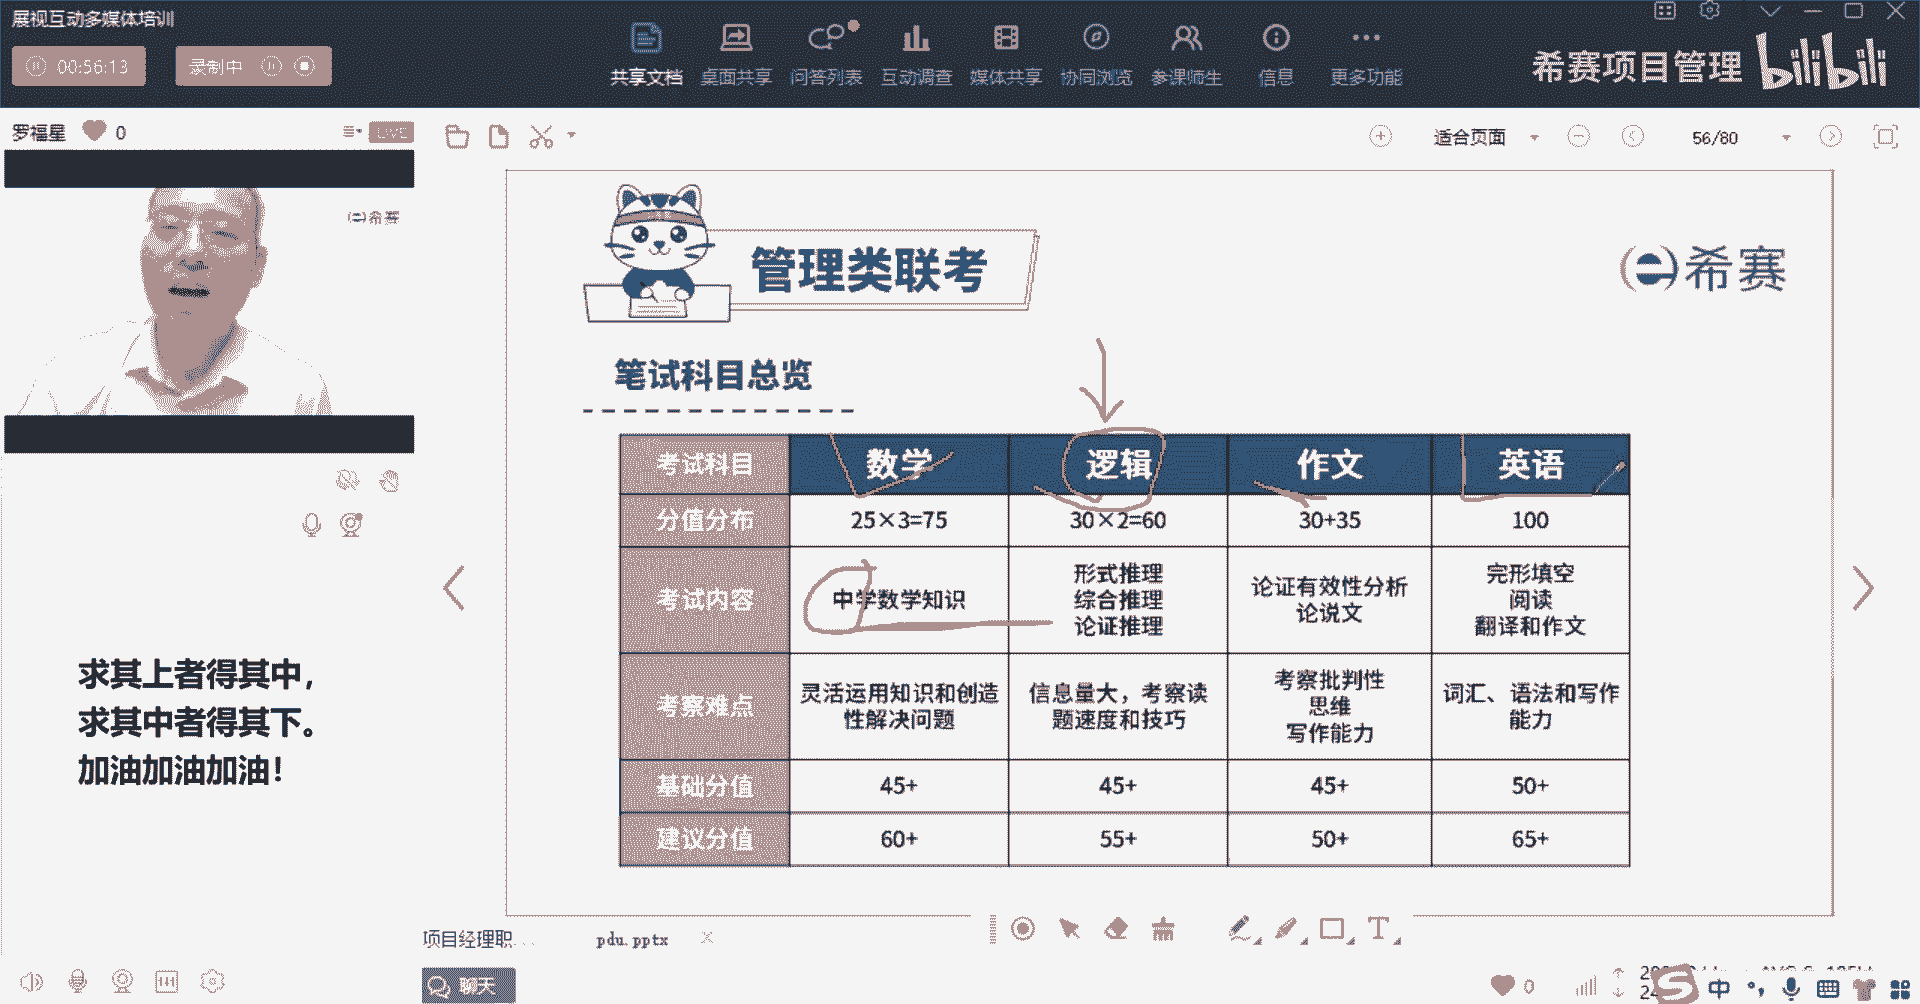 展视互动多媒体培训
00:56:13
录制中
共享文档
桌面共享
问答列表
互动调查
媒体共享
协同浏览
参课师生
信息
更多功能
希赛项目管理 bilibili
罗福星 0
LIVE
适合页面
56/80
希赛
管理类联考
希赛
笔试科目总览
考试科目 数学 逻辑 作文 英语
分值分布 25×3=75 30×2=60 30+35 100
考试内容
中学数学知识
形式推理
综合推理
论证推理
论证有效性分析
论说文
完形填空
阅读
翻译和作文
考察难点
灵活运用知识和创造
性解决问题
信息量大，考察读
题速度和技巧
考察批判性
思维
写作能力
词汇、语法和写作
能力
基础分值 45+ 45+ 45+ 50+
建议分值 60+ 55+ 50+ 65+
求其上者得其中，
求其中者得其下。
加油加油加油！
项目经理职...
pdu.pptx
聊天
0
中